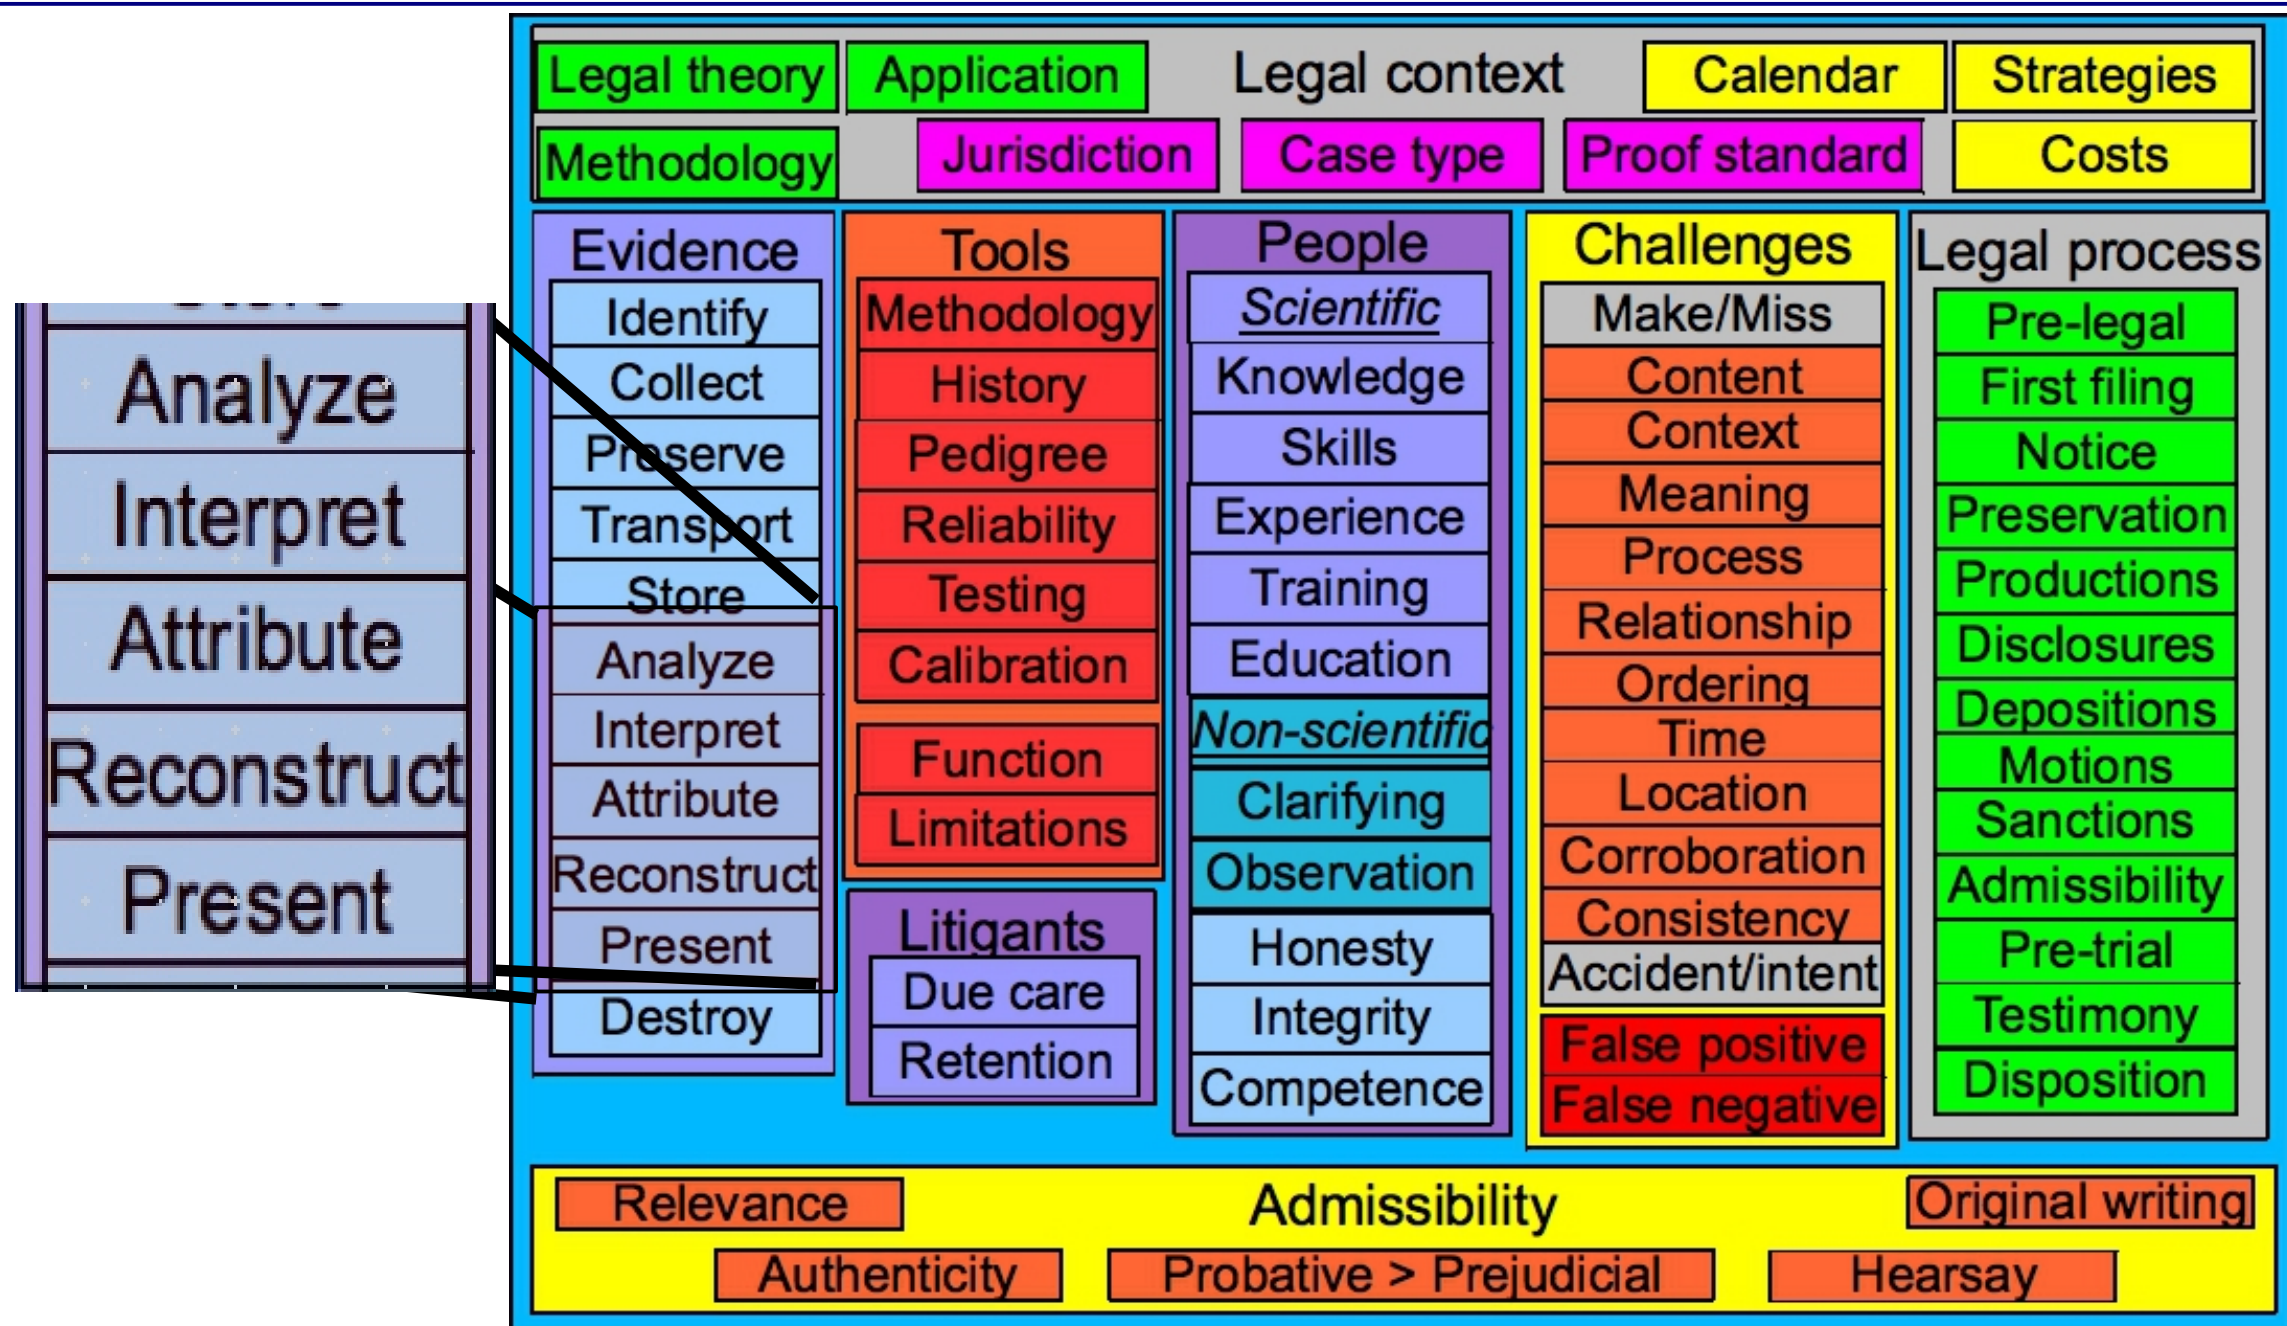 Legal theory
Application
Legal context
Calendar
Strategies
Methodology
Jurisdiction
Case type
Proof standard
Costs
Store
Analyze
Interpret
Attribute
Reconstruct
Present
Evidence
Identify
Collect
Preserve
Transport
Store
Analyze
Interpret
Attribute
Reconstruct
Present
Destroy
Tools
Methodology
History
Pedigree
Reliability
Testing
Calibration
Function
Limitations
Litigants
Due care
Retention
People
Scientific
Knowledge
Skills
Experience
Training
Education
Non-scientific
Clarifying
Observation
Honesty
Integrity
Competence
Challenges
Make/Miss
Content
Context
Meaning
Process
Relationship
Ordering
Time
Location
Corroboration
Consistency
Accident/intent
False positive
False negative
Legal process
Pre-legal
First filing
Notice
Preservation
Productions
Disclosures
Depositions
Motions
Sanctions
Admissibility
Pre-trial
Testimony
Disposition
Relevance
Admissibility
Original writing
Authenticity
Probative > Prejudicial
Hearsay